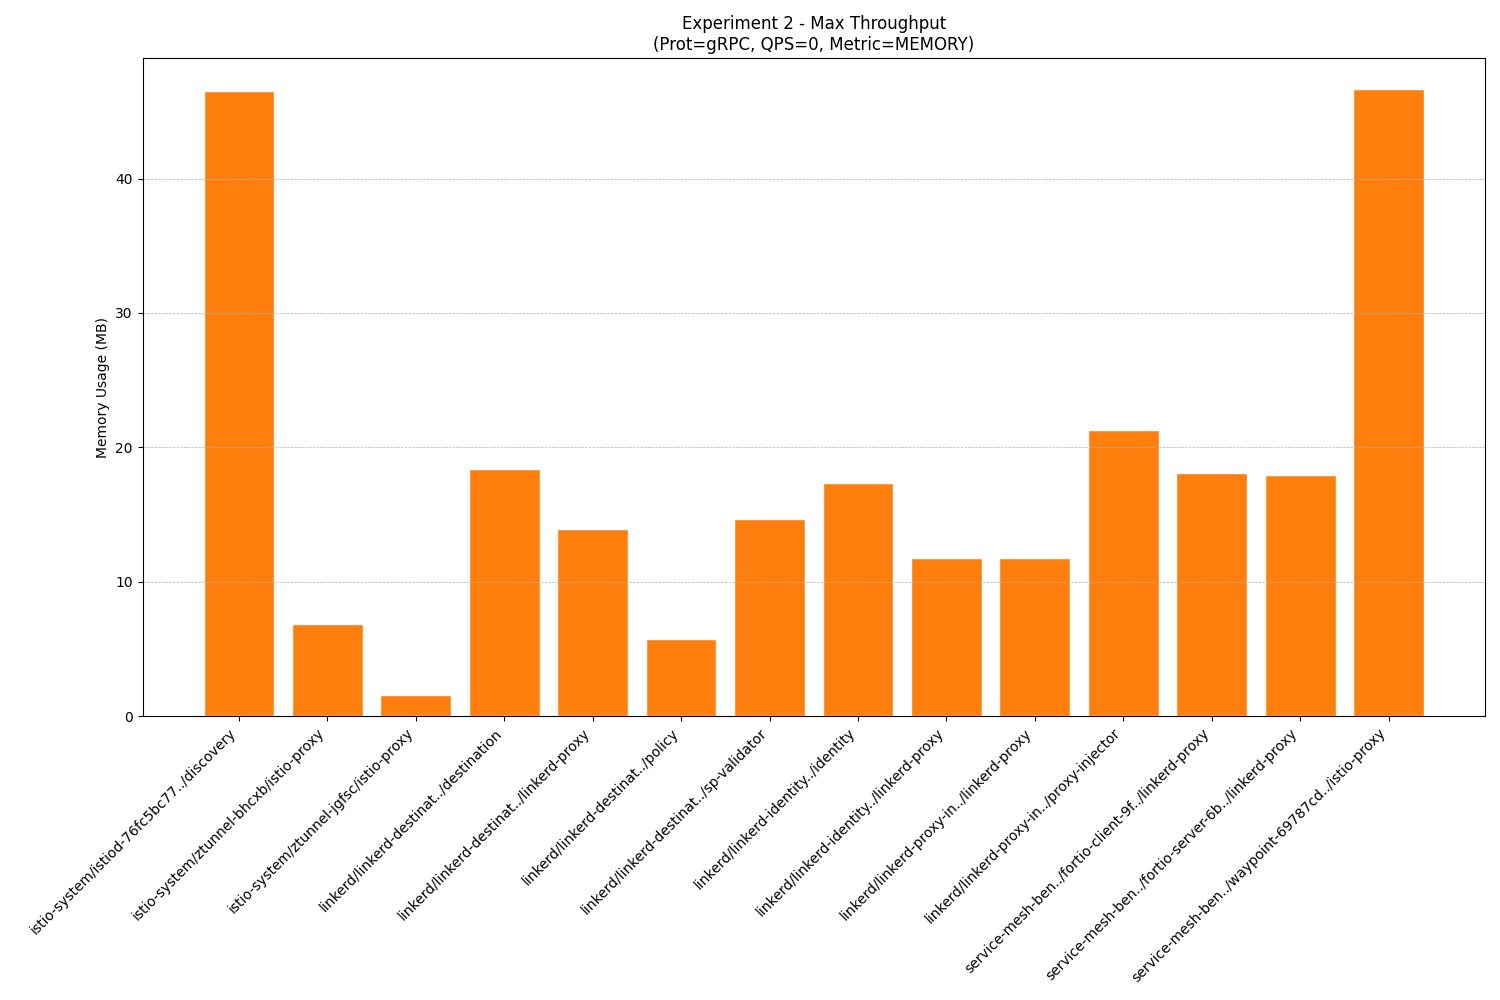 Experiment 2 - Max Throughput
(Prot=gRPC, QPS=0, Metric=MEMORY)
Memory Usage (MB)
40
30
20
10
0
istio-system/istiod-76fc5bc77../discovery
istio-system/ztunnel-bhcxb/istio-proxy
istio-system/ztunnel-jgfsc/istio-proxy
linkerd/linkerd-destinat../destination
linkerd/linkerd-destinat../linkerd-proxy
linkerd/linkerd-destinat../policy
linkerd/linkerd-destinat../sp-validator
linkerd/linkerd-identity../identity
linkerd/linkerd-identity../linkerd-proxy
linkerd/linkerd-proxy-in../linkerd-proxy
linkerd/linkerd-proxy-in../proxy-injector
service-mesh-ben../fortio-client-9f../linkerd-proxy
service-mesh-ben../fortio-server-6b../linkerd-proxy
service-mesh-ben../waypoint-69787cd../istio-proxy